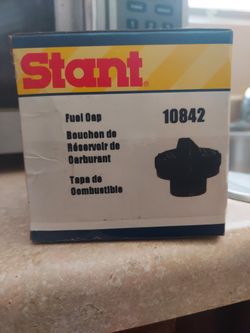 Stant®
Fuel Cap 10842
Bouchon de
Réservoir de
Carburant
Tapa de
Combustible